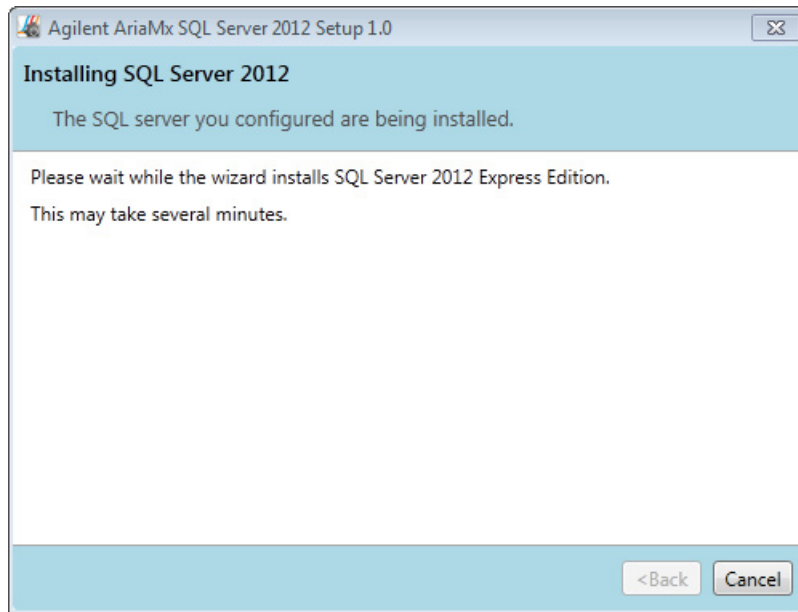 Agilent AriaMx SQL Server 2012 Setup 1.0
Installing SQL Server 2012
The SQL server you configured are being installed.
Please wait while the wizard installs SQL Server 2012 Express Edition.
This may take several minutes.
<Back
Cancel